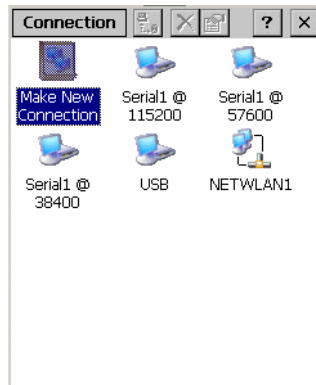 Connection
?
Make New
Connection
Serial1 @
115200
Serial1 @
57600
Serial1 @
38400
USB
NETWLAN1